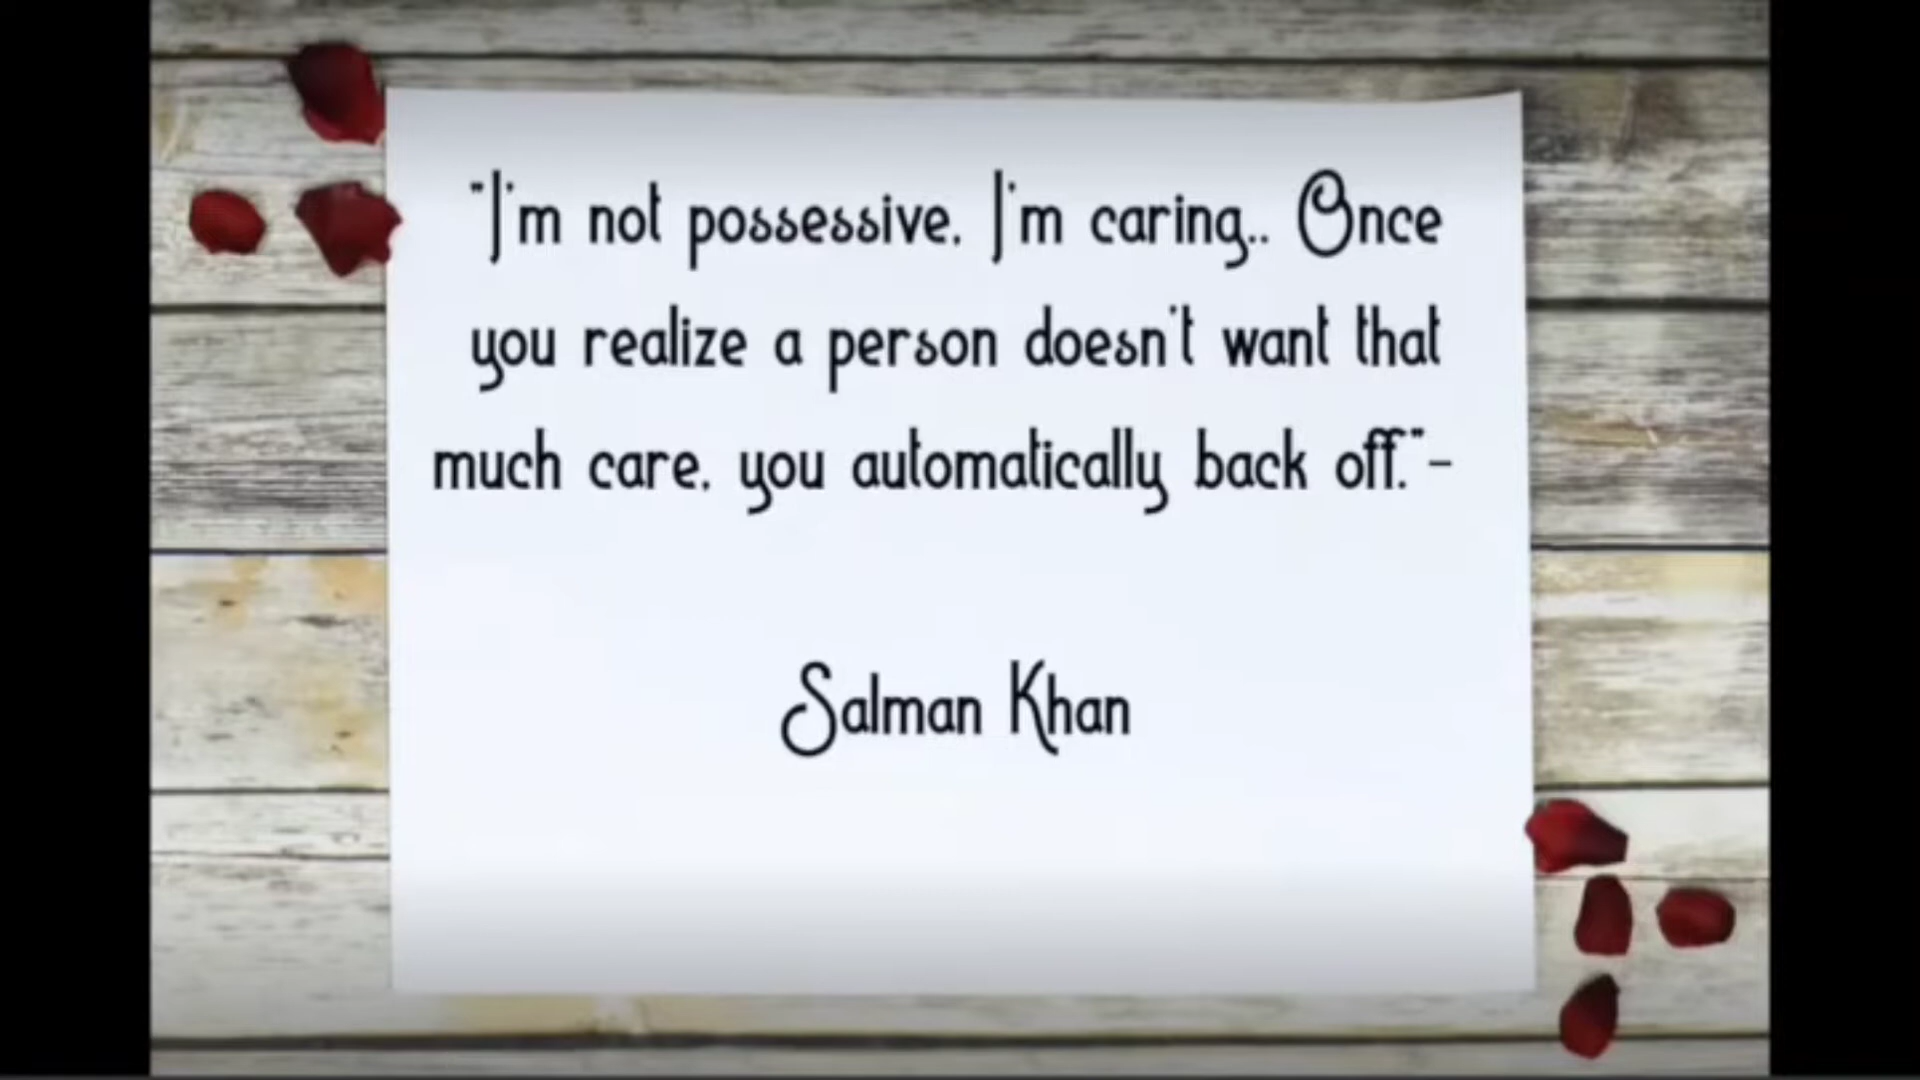 "I'm not possessive. I'm caring.. Once
you realize a person doesn't want that
much care. you automatically back off."-
Salman Khan